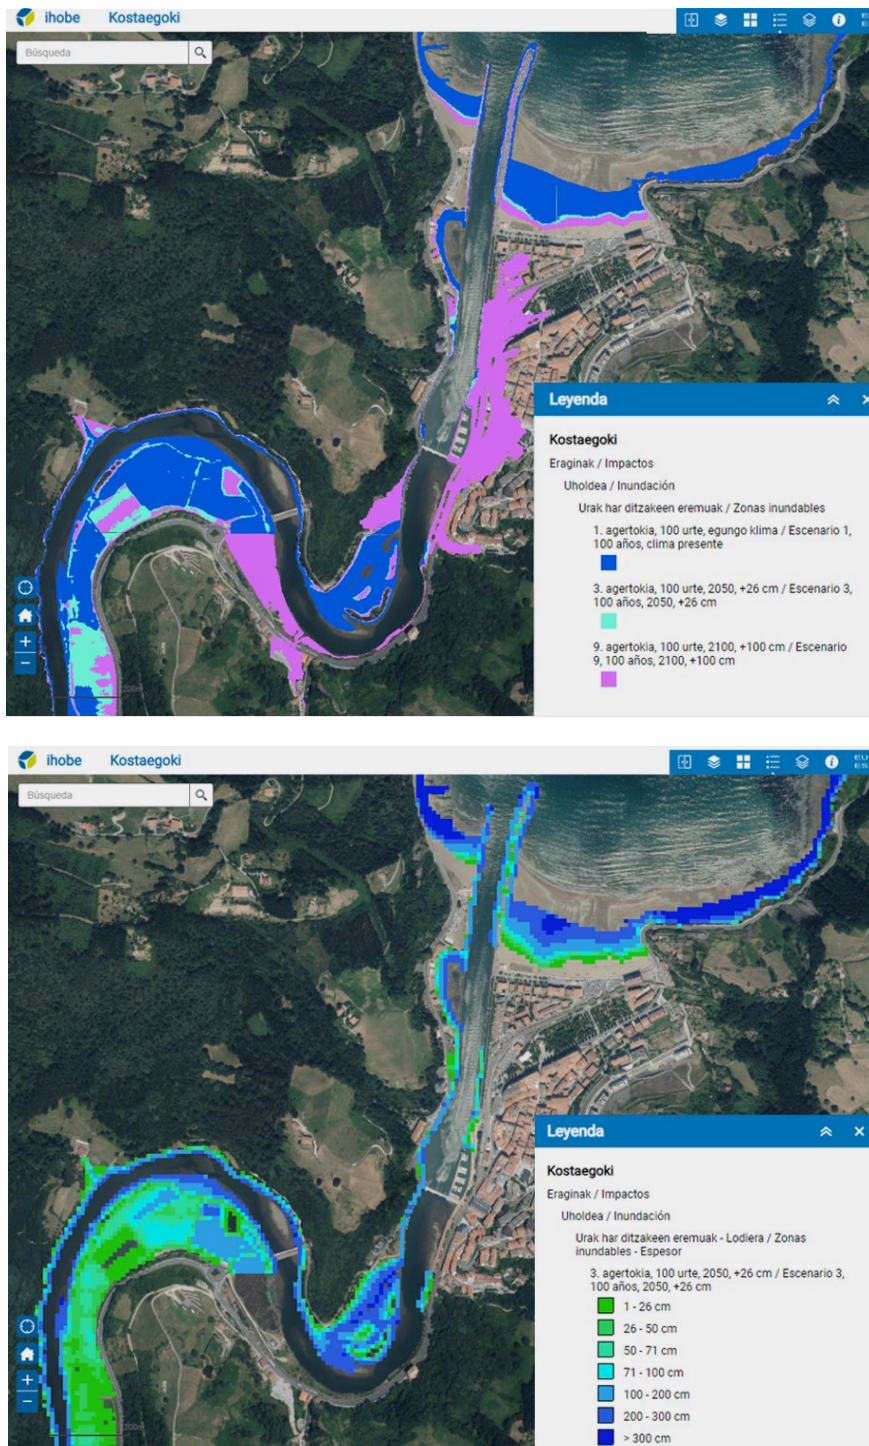 ihobe Kostaegoki
Búsqueda
Leyenda
Kostaegoki
Eraginak / Impactos
Uholdea / Inundación
Urak har ditzakeen eremuak / Zonas inundables
1. agertokia, 100 urte, egungo klima / Escenario 1,
100 años, clima presente
3. agertokia, 100 urte, 2050, +26 cm / Escenario 3,
100 años, 2050, +26 cm
9. agertokia, 100 urte, 2100, +100 cm / Escenario
9, 100 años, 2100, +100 cm
200m
ihobe Kostaegoki
EU
ES
Búsqueda
Leyenda
Kostaegoki
Eraginak / Impactos
Uholdea / Inundación
Urak har ditzakeen eremuak - Lodiera / Zonas
inundables - Espesor
3. agertokia, 100 urte, 2050, +26 cm / Escenario 3,
100 años, 2050, +26 cm
1 - 26 cm
26 - 50 cm
50 - 71 cm
71 - 100 cm
100 - 200 cm
200 - 300 cm
> 300 cm
200m